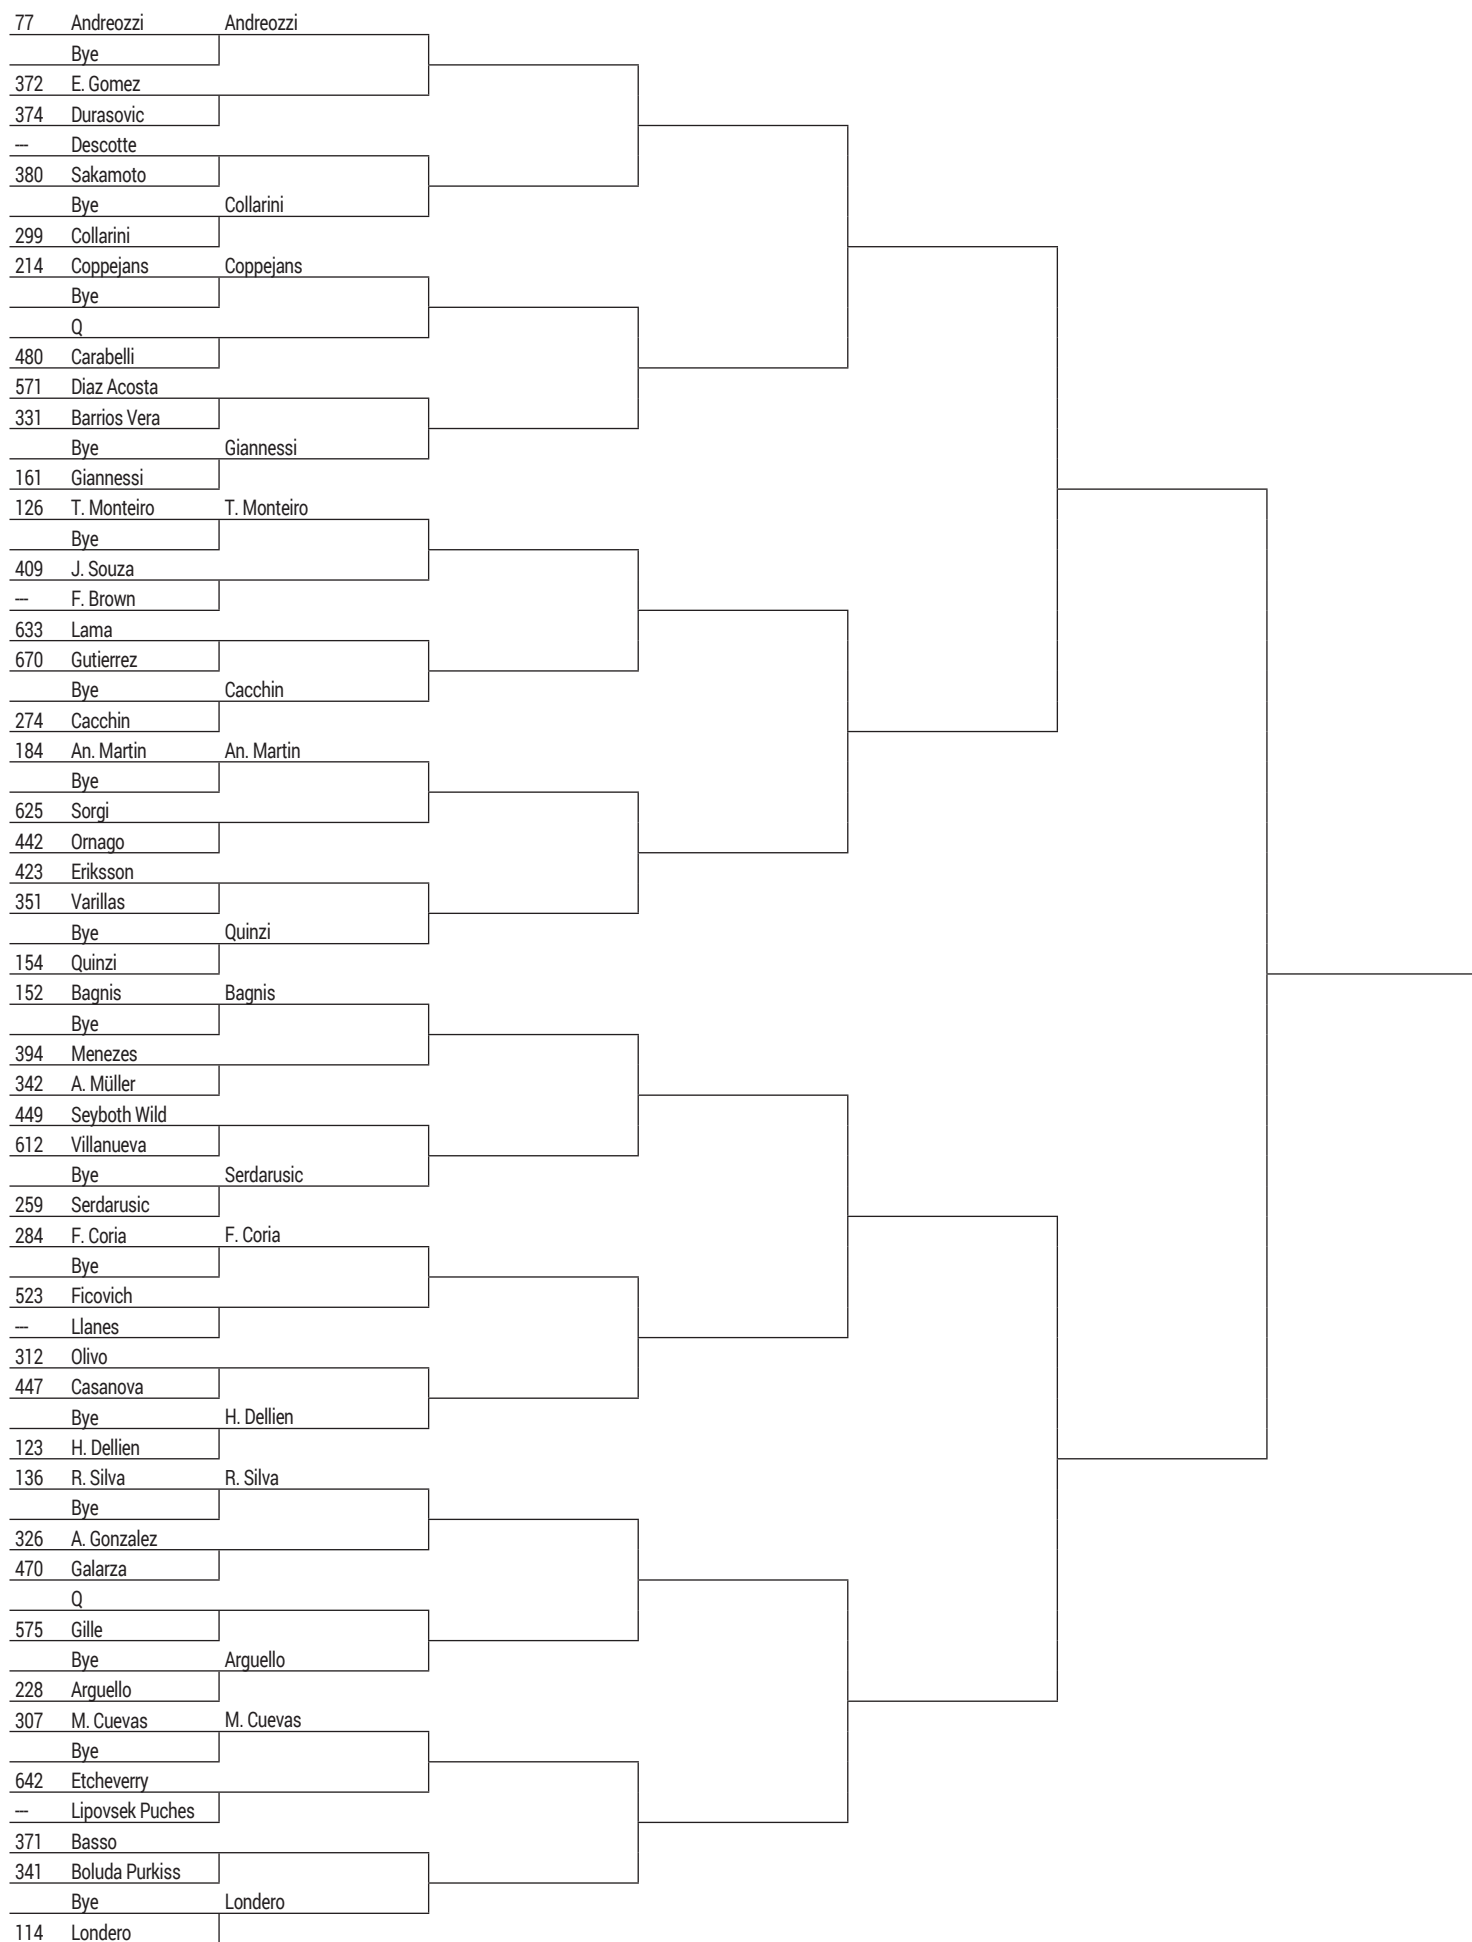 77 Andreozzi Andreozzi
Bye
372 E. Gomez
374 Durasovic
--- Descotte
380 Sakamoto
Bye Collarini
299 Collarini
214 Coppejans Coppejans
Bye
Q
480 Carabelli
571 Diaz Acosta
331 Barrios Vera
Bye Giannessi
161 Giannessi
126 T. Monteiro T. Monteiro
Bye
409 J. Souza
--- F. Brown
633 Lama
670 Gutierrez
Bye Cacchin
274 Cacchin
184 An. Martin An. Martin
Bye
625 Sorgi
442 Ornago
423 Eriksson
351 Varillas
Bye Quinzi
154 Quinzi
152 Bagnis Bagnis
Bye
394 Menezes
342 A. Müller
449 Seyboth Wild
612 Villanueva
Bye Serdarusic
259 Serdarusic
284 F. Coria F. Coria
Bye
523 Ficovich
--- Llanes
312 Olivo
447 Casanova
Bye H. Dellien
123 H. Dellien
136 R. Silva R. Silva
Bye
326 A. Gonzalez
470 Galarza
Q
575 Gille
Bye Arguello
228 Arguello
307 M. Cuevas M. Cuevas
Bye
642 Etcheverry
--- Lipovsek Puches
371 Basso
341 Boluda Purkiss
Bye Londero
114 Londero